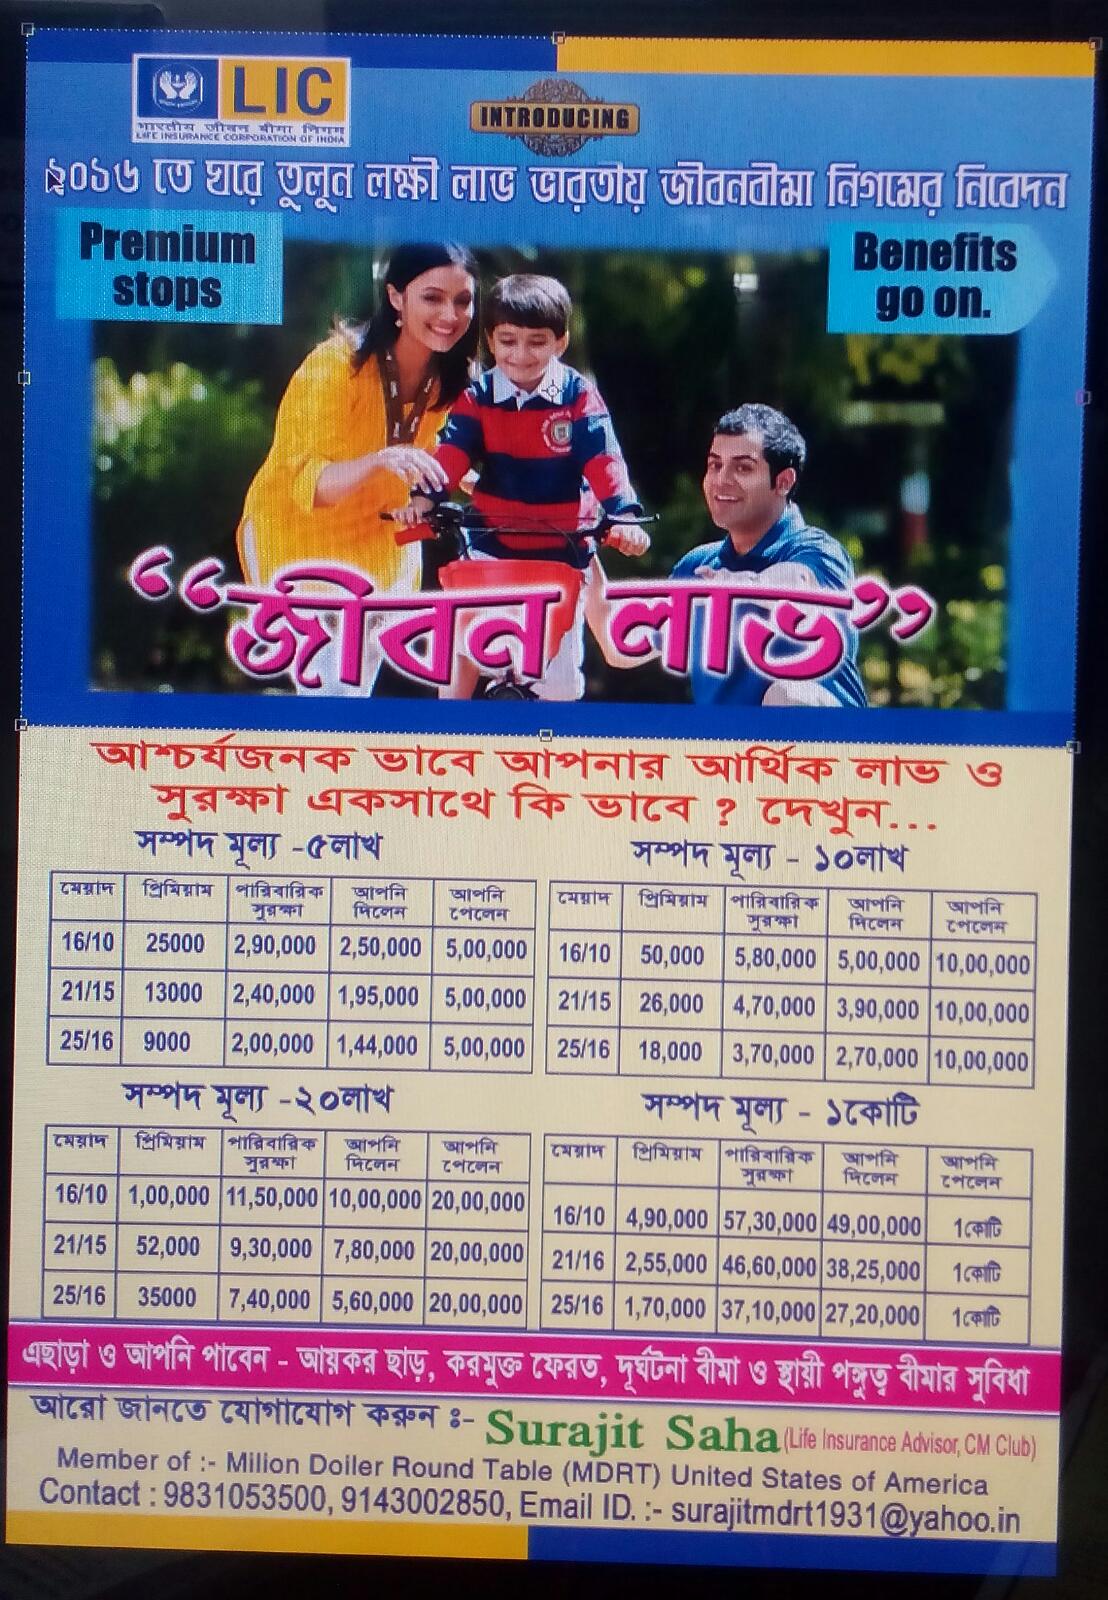 LIC
भारतीय जीवन बीमा निगम
LIFE INSURANCE CORPORATION OF INDIA
INTRODUCING
২০১৬ তে ঘরে তুলুন লক্ষ্মী লাভ ভারতীয় জীবনবীমা নিগমের নিবেদন
Premium stops
Benefits go on.
“জীবন লাভ”
আশ্চর্যজনক ভাবে আপনার আর্থিক লাভ ও
সুরক্ষা একসাথে কি ভাবে ? দেখুন...
সম্পদ মূল্য -৫লাখ
মেয়াদ প্রিমিয়াম পারিবারিক সুরক্ষা আপনি দিলেন আপনি পেলেন
16/10 25000 2,90,000 2,50,000 5,00,000
21/15 13000 2,40,000 1,95,000 5,00,000
25/16 9000 2,00,000 1,44,000 5,00,000
সম্পদ মূল্য - ১০লাখ
মেয়াদ প্রিমিয়াম পারিবারিক সুরক্ষা আপনি দিলেন আপনি পেলেন
16/10 50,000 5,80,000 5,00,000 10,00,000
21/15 26,000 4,70,000 3,90,000 10,00,000
25/16 18,000 3,70,000 2,70,000 10,00,000
সম্পদ মূল্য -২০লাখ
মেয়াদ প্রিমিয়াম পারিবারিক সুরক্ষা আপনি দিলেন আপনি পেলেন
16/10 1,00,000 11,50,000 10,00,000 20,00,000
21/15 52,000 9,30,000 7,80,000 20,00,000
25/16 35000 7,40,000 5,60,000 20,00,000
সম্পদ মূল্য - ১কোটি
মেয়াদ প্রিমিয়াম পারিবারিক সুরক্ষা আপনি দিলেন আপনি পেলেন
16/10 4,90,000 57,30,000 49,00,000 1কোটি
21/16 2,55,000 46,60,000 38,25,000 1কোটি
25/16 1,70,000 37,10,000 27,20,000 1কোটি
এছাড়া ও আপনি পাবেন - আয়কর ছাড়, করমুক্ত ফেরত, দূর্ঘটনা বীমা ও স্থায়ী পঙ্গুত্ব বীমার সুবিধা
আরো জানতে যোগাযোগ করুন ঃ- Surajit Saha (Life Insurance Advisor, CM Club)
Member of :- Milion Doiler Round Table (MDRT) United States of America
Contact : 9831053500, 9143002850, Email ID. :- surajitmdrt1931@yahoo.in